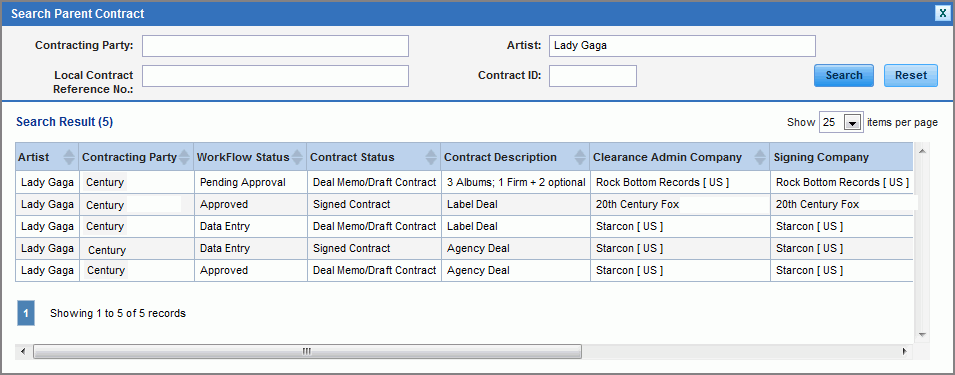 Search Parent Contract X
Contracting Party: Artist: Lady Gaga
Local Contract Contract ID: Search Reset
Reference No.:
Search Result (5) Show 25 items per page
Artist Contracting Party WorkFlow Status Contract Status Contract Description Clearance Admin Company Signing Company
Lady Gaga Century Pending Approval Deal Memo/Draft Contract 3 Albums; 1 Firm + 2 optional Rock Bottom Records [ US ] Rock Bottom Records [ US ]
Lady Gaga Century Approved Signed Contract Label Deal 20th Century Fox 20th Century Fox
Lady Gaga Century Data Entry Deal Memo/Draft Contract Label Deal Starcon [ US ] Starcon [ US ]
Lady Gaga Century Data Entry Signed Contract Agency Deal Starcon [ US ] Starcon [ US ]
Lady Gaga Century Approved Deal Memo/Draft Contract Agency Deal Starcon [ US ] Starcon [ US ]
1 Showing 1 to 5 of 5 records